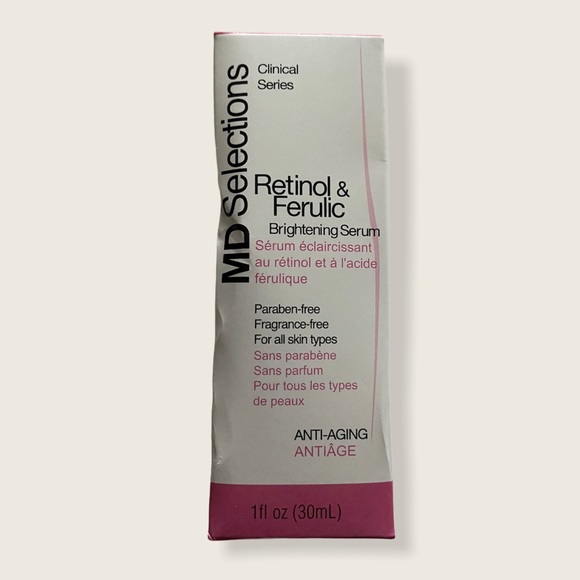 MD Selections
Clinical
Series
Retinol &
Ferulic
Brightening Serum
Sérum éclaircissant
au rétinol et à l'acide
férulique
Paraben-free
Fragrance-free
For all skin types
Sans parabène
Sans parfum
Pour tous les types
de peaux
ANTI-AGING
ANTIÂGE
1fl oz (30mL)